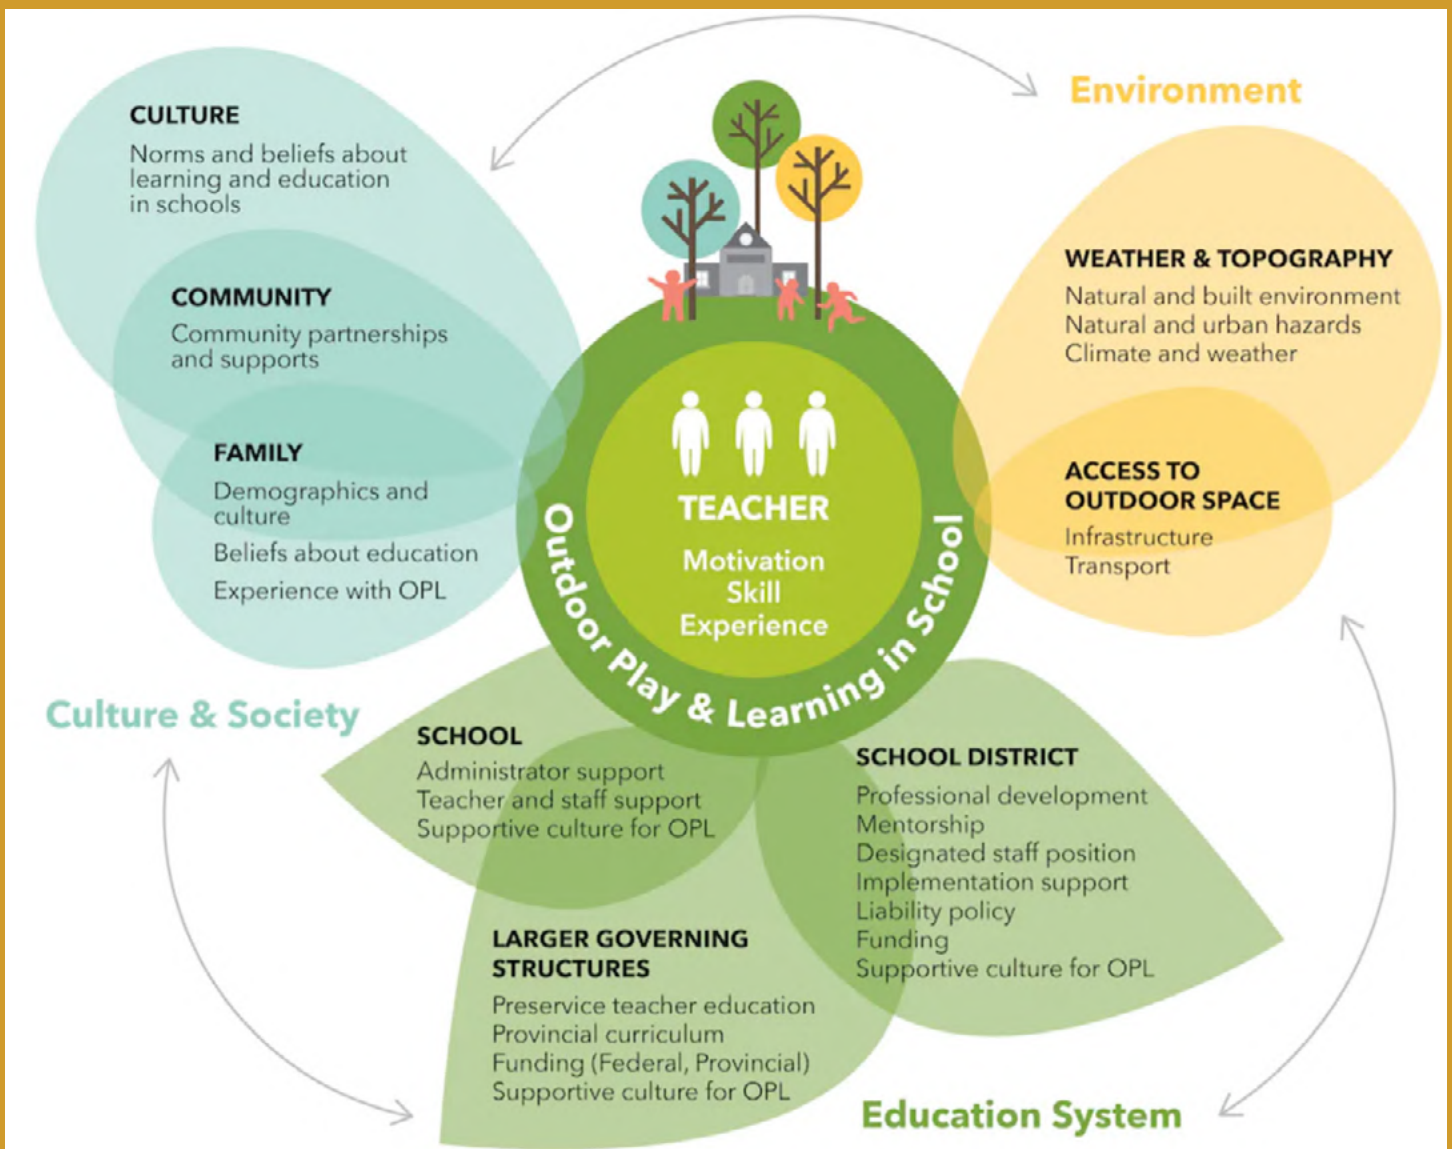 CULTURE
Norms and beliefs about
learning and education
in schools
COMMUNITY
Community partnerships
and supports
FAMILY
Demographics and
culture
Beliefs about education
Experience with OPL
Culture & Society
Environment
WEATHER & TOPOGRAPHY
Natural and built environment
Natural and urban hazards
Climate and weather
ACCESS TO
OUTDOOR SPACE
Infrastructure
Transport
TEACHER
Motivation
Skill
Experience
Outdoor Play & Learning in School
SCHOOL
Administrator support
Teacher and staff support
Supportive culture for OPL
LARGER GOVERNING
STRUCTURES
Preservice teacher education
Provincial curriculum
Funding (Federal, Provincial)
Supportive culture for OPL
SCHOOL DISTRICT
Professional development
Mentorship
Designated staff position
Implementation support
Liability policy
Funding
Supportive culture for OPL
Education System